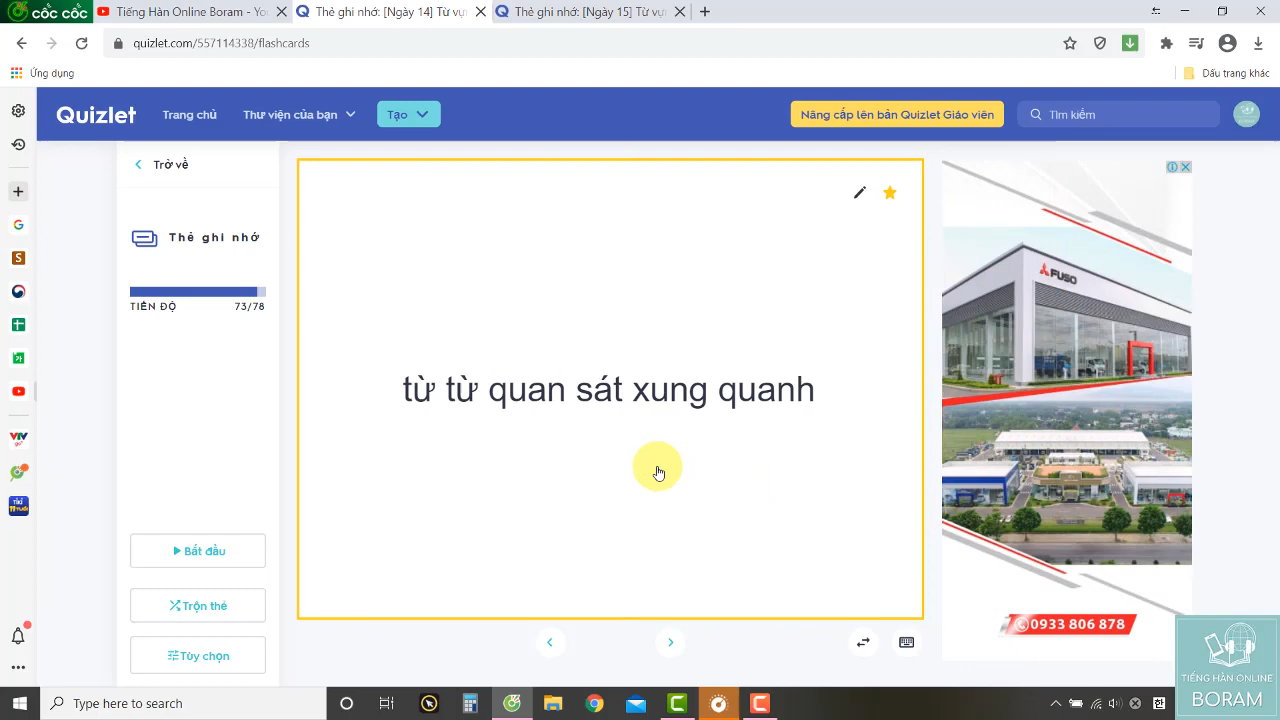 cốc cốc
Tiếng Hàn Online Boram - Yo
Thẻ ghi nhớ: [Ngày 14] Từ vự
Thẻ ghi nhớ: [Ngày 15] Từ vự
quizlet.com/557114338/flashcards
Ứng dụng
Dấu trang khác
Quizlet
Trang chủ
Thư viện của bạn
Tạo
Nâng cấp lên bản Quizlet Giáo viên
Tìm kiếm
Trở về
Thẻ ghi nhớ
TIẾN ĐỘ 73/78
từ từ quan sát xung quanh
FUSO
Bắt đầu
Trộn thẻ
Tùy chọn
0933 806 878
TIẾNG HÀN ONLINE
BORAM
Type here to search